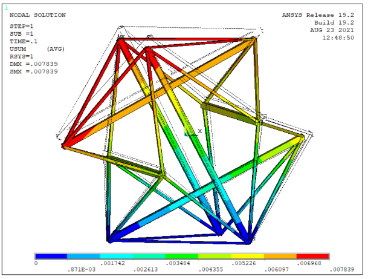 1
NODAL SOLUTION
STEP=1
SUB =1
TIME=.1
USUM (AVG)
RSYS=1
DMX =.007839
SMX =.007839
ANSYS Release 19.2
Build 19.2
AUG 23 2021
12:48:50
X
0 .001742 .003484 .005226 .006968
.871E-03 .002613 .004355 .006097 .007839